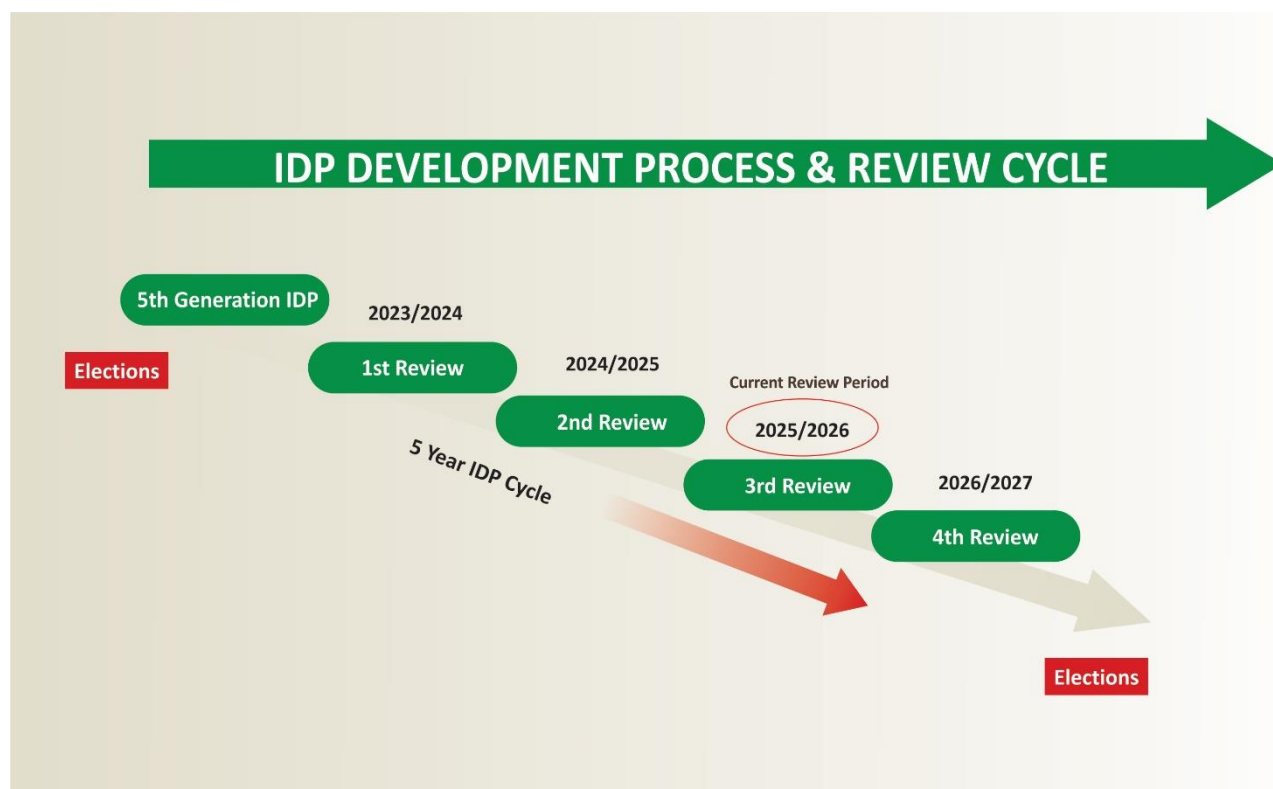 IDP DEVELOPMENT PROCESS & REVIEW CYCLE
5th Generation IDP
Elections
2023/2024
1st Review
2024/2025
2nd Review
Current Review Period
2025/2026
3rd Review
2026/2027
4th Review
5 Year IDP Cycle
Elections